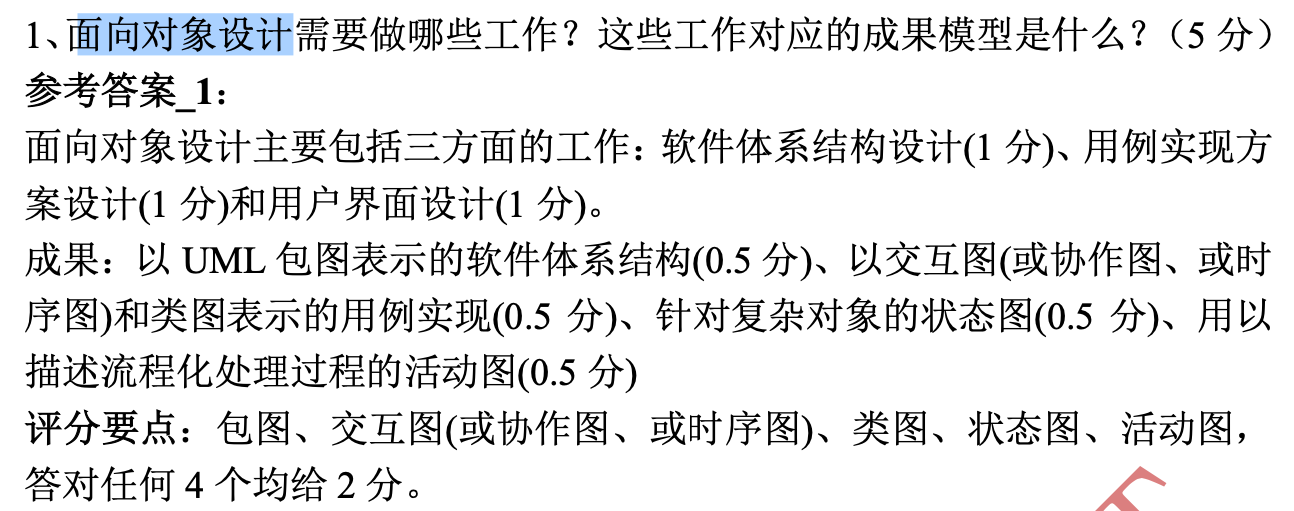 1、面向对象设计需要做哪些工作？这些工作对应的成果模型是什么？（5 分）
参考答案_1：
面向对象设计主要包括三方面的工作：软件体系结构设计(1 分)、用例实现方
案设计(1 分)和用户界面设计(1 分)。
成果：以 UML 包图表示的软件体系结构(0.5 分)、以交互图(或协作图、或时
序图)和类图表示的用例实现(0.5 分)、针对复杂对象的状态图(0.5 分)、用以
描述流程化处理过程的活动图(0.5 分)
评分要点：包图、交互图(或协作图、或时序图)、类图、状态图、活动图，
答对任何 4 个均给 2 分。